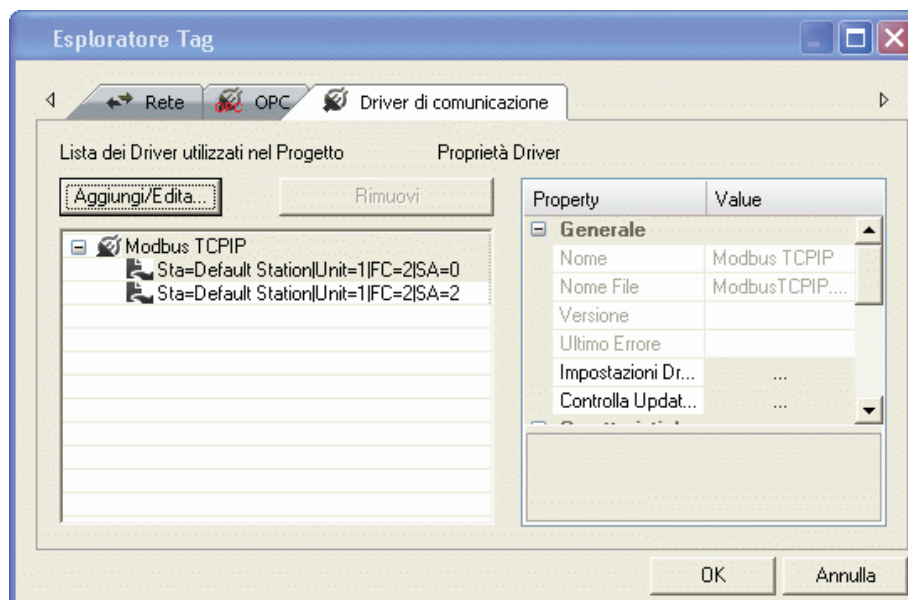 Esploratore Tag
Rete OPC Driver di comunicazione
Lista dei Driver utilizzati nel Progetto Proprietà Driver
Aggiungi/Edita... Rimuovi
Property Value
Modbus TCPIP
Sta=Default Station|Unit=1|FC=2|SA=0
Sta=Default Station|Unit=1|FC=2|SA=2
Generale
Nome Modbus TCPIP
Nome File ModbusTCPIP....
Versione
Ultimo Errore
Impostazioni Dr... ...
Controlla Updat... ...
OK Annulla